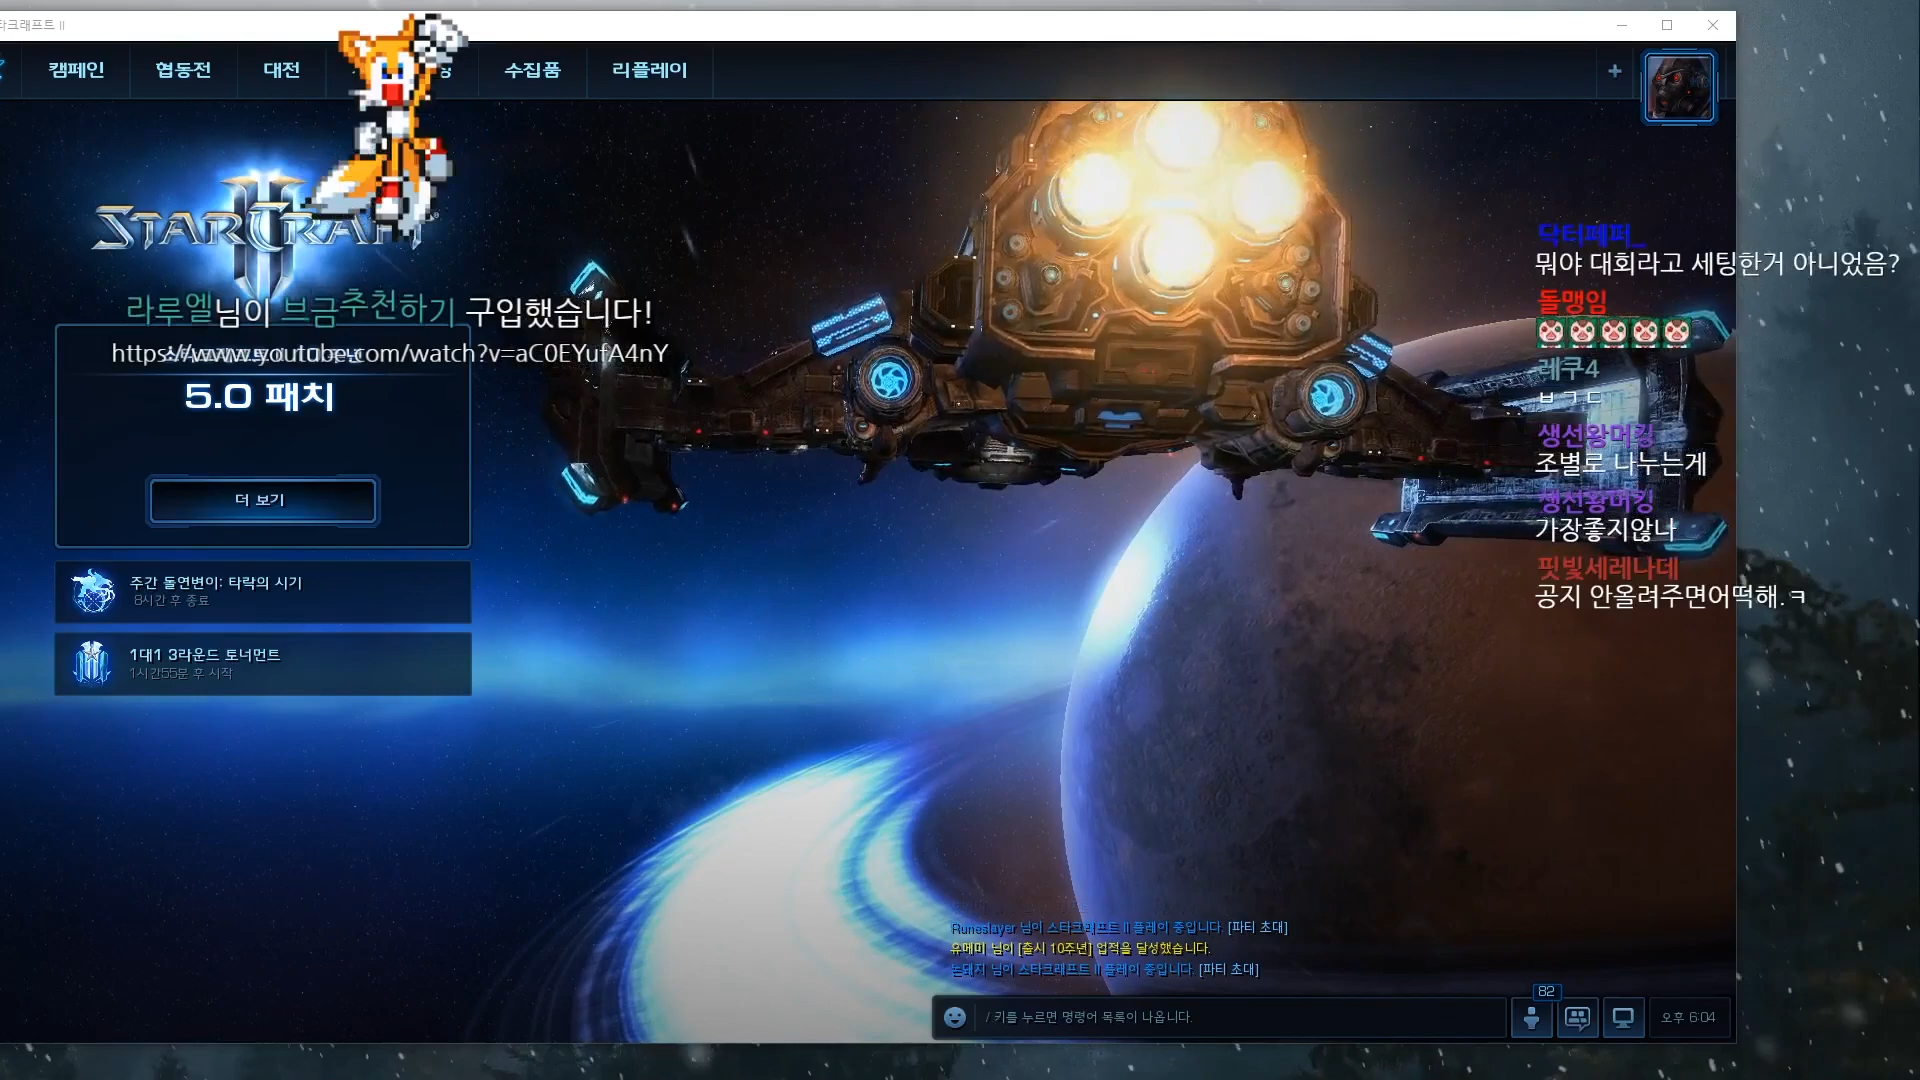 타크래프트 II
캠페인
협동전
대전
수집품
리플레이
STARCRAFT II
라루엘님이 브금추천하기 구입했습니다!
https://www.youtube.com/watch?v=aC0EYufA4nY
5.0 패치
더 보기
주간 돌연변이: 타락의 시기
8시간 후 종료
1대1 3라운드 토너먼트
1시간55분 후 시작
닥터페퍼_
뭐야 대회라고 세팅한거 아니었음?
돌맹임
레쿠4
ㅂㄱㄷ
생선왕머킹
조별로 나누는게
생선왕머킹
가장좋지않나
핏빛세레나데
공지 안올려주면어떡해.ㅋ
Runeslayer 님이 스타크래프트 II 플레이 중입니다. [파티 초대]
유메미 님이 [출시 10주년] 업적을 달성했습니다.
돈돼지 님이 스타크래프트 II 플레이 중입니다. [파티 초대]
/ 키를 누르면 명령어 목록이 나옵니다.
82
오후 6:04